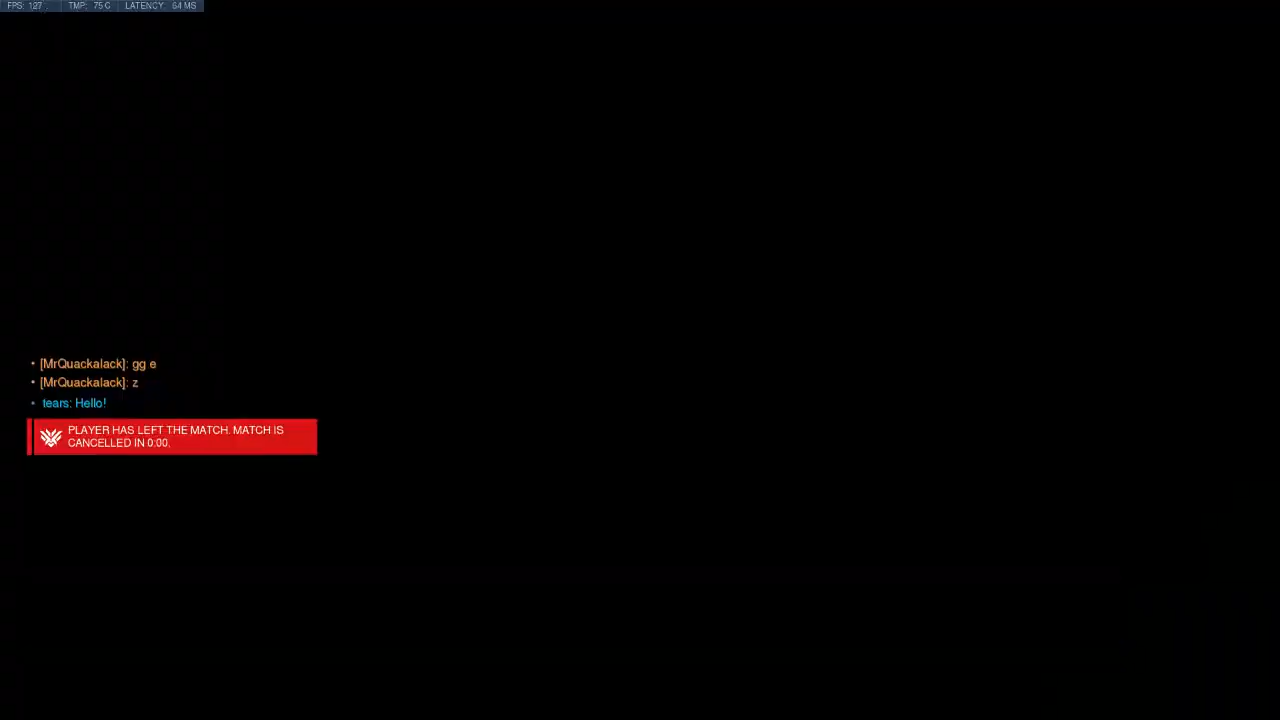 FPS: 127 TMP: 75 C LATENCY: 64 MS
• [MrQuackalack]: gg e
• [MrQuackalack]: z
• tears: Hello!
PLAYER HAS LEFT THE MATCH. MATCH IS
CANCELLED IN 0:00.